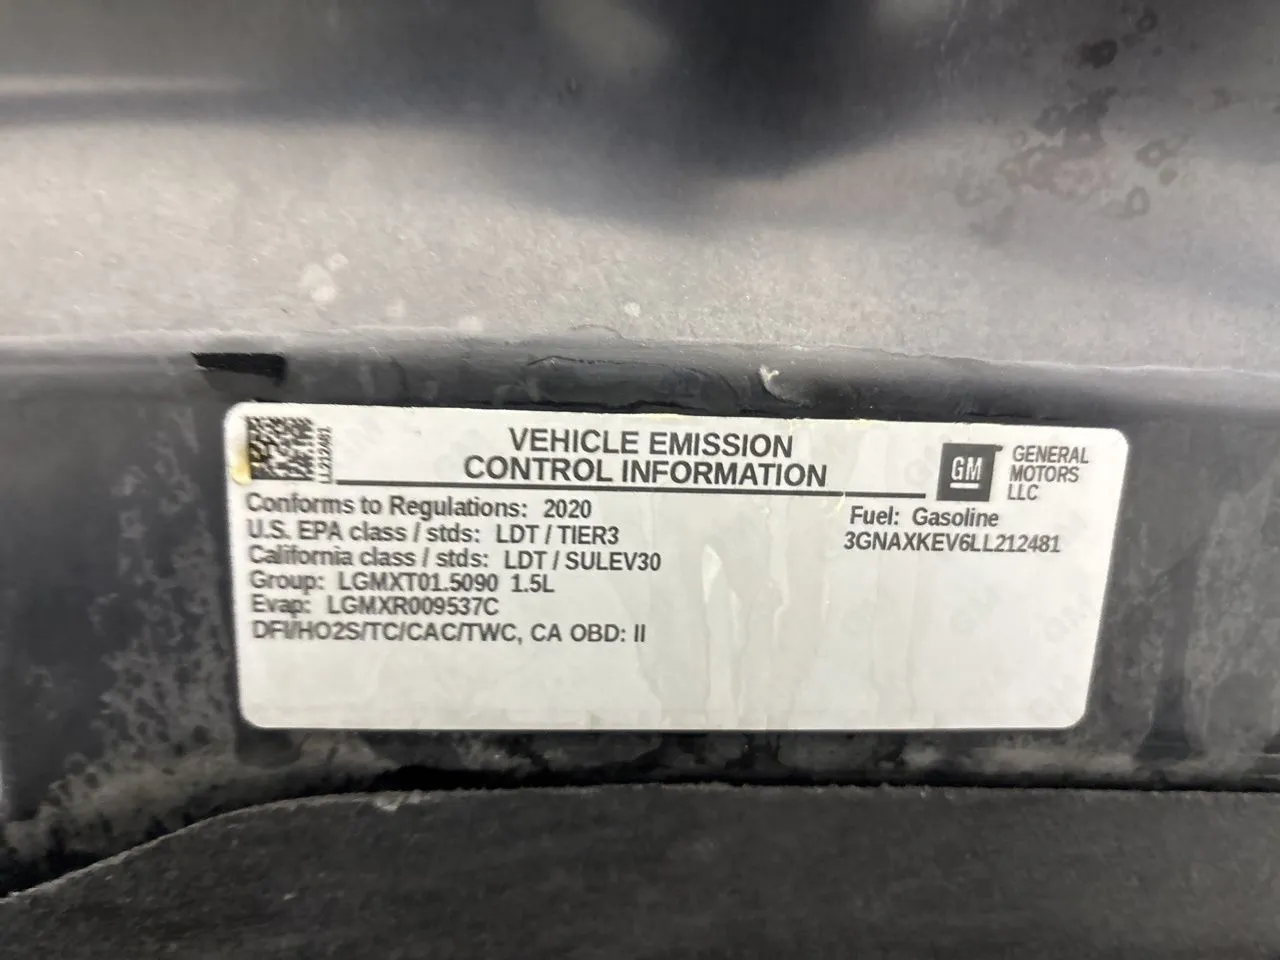 LL212481
VEHICLE EMISSION
CONTROL INFORMATION
GM
GENERAL
MOTORS
LLC
Conforms to Regulations: 2020
U.S. EPA class / stds: LDT / TIER3
California class / stds: LDT / SULEV30
Group: LGMXT01.5090 1.5L
Evap: LGMXR009537C
DFI/HO2S/TC/CAC/TWC, CA OBD: II
Fuel: Gasoline
3GNAXKEV6LL212481